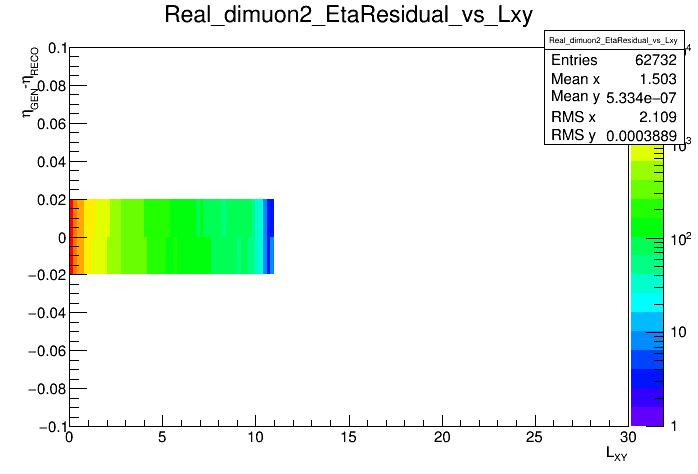 Real_dimuon2_EtaResidual_vs_Lxy
Real_dimuon2_EtaResidual_vs_Lxy
Entries 62732
Mean x 1.503
Mean y 5.334e−07
RMS x 2.109
RMS y 0.0003889
η_GEN-η_RECO
0.1
0.08
0.06
0.04
0.02
0
−0.02
−0.04
−0.06
−0.08
−0.1
0 5 10 15 20 25 30
L_XY
4
10^3
10^2
10
1